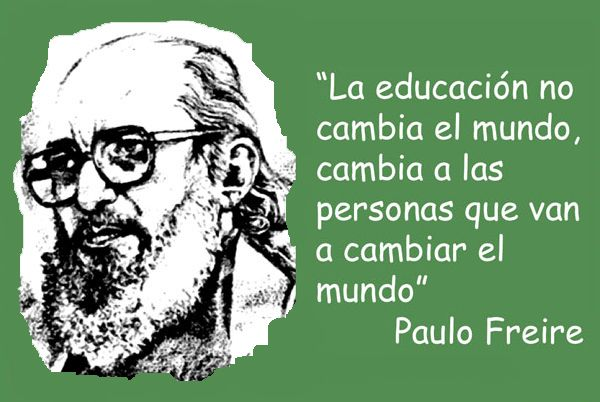 “La educación no
cambia el mundo,
cambia a las
personas que van
a cambiar el
mundo”
Paulo Freire